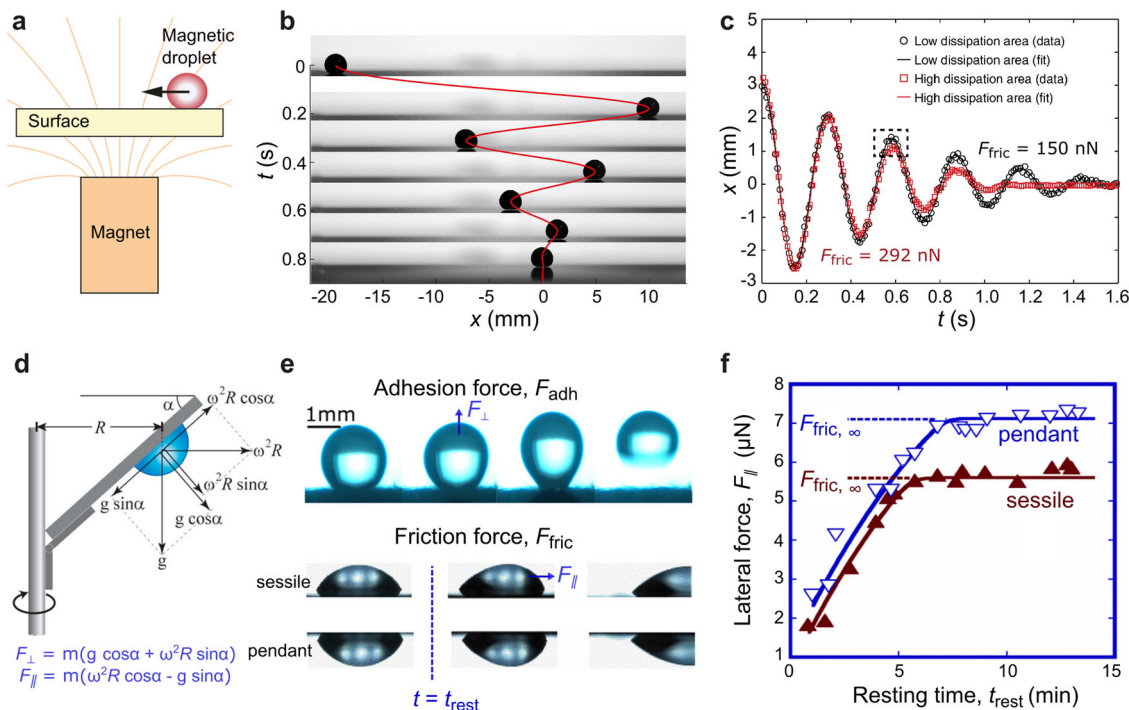 a
Magnetic
droplet
Surface
Magnet
b
t (s)
0
0.2
0.4
0.6
0.8
-20 -15 -10 -5 0 5 10
x (mm)
c
Low dissipation area (data)
Low dissipation area (fit)
High dissipation area (data)
High dissipation area (fit)
F_fric = 150 nN
F_fric = 292 nN
x (mm)
4
3
2
1
0
-1
-2
-3
0 0.2 0.4 0.6 0.8 1.0 1.2 1.4 1.6
t (s)
d
α
ω²R cosα
R
ω²R
ω²R sinα
g sinα
g cosα
g
F⊥ = m(g cosα + ω²R sinα)
F∥ = m(ω²R cosα - g sinα)
e
Adhesion force, F_adh
1mm
F⊥
Friction force, F_fric
sessile
F∥
pendant
t = t_rest
f
Lateral force, F∥ (μN)
8
7
6
5
4
3
2
1
F_fric, ∞
pendant
F_fric, ∞
sessile
0 5 10 15
Resting time, t_rest (min)